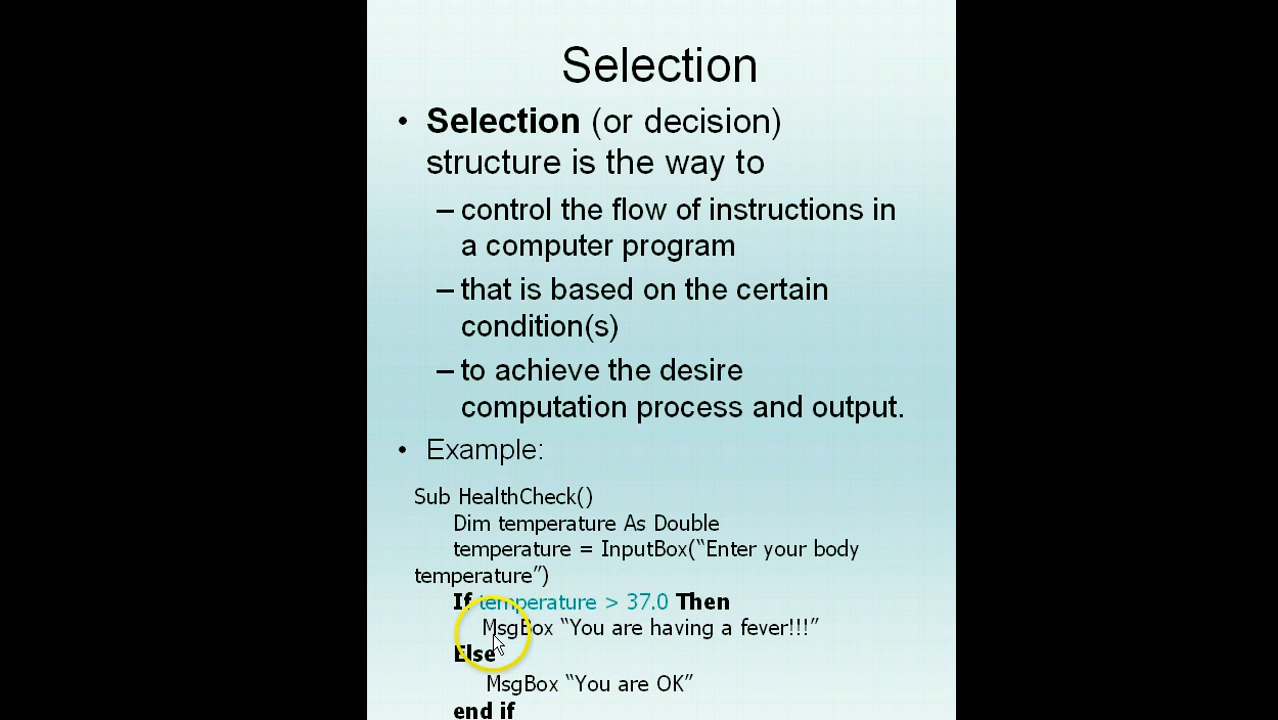 Selection
• Selection (or decision)
structure is the way to
– control the flow of instructions in
a computer program
– that is based on the certain
condition(s)
– to achieve the desire
computation process and output.
• Example:
Sub HealthCheck()
Dim temperature As Double
temperature = InputBox(“Enter your body
temperature”)
If temperature > 37.0 Then
MsgBox “You are having a fever!!!”
Else
MsgBox “You are OK”
end if